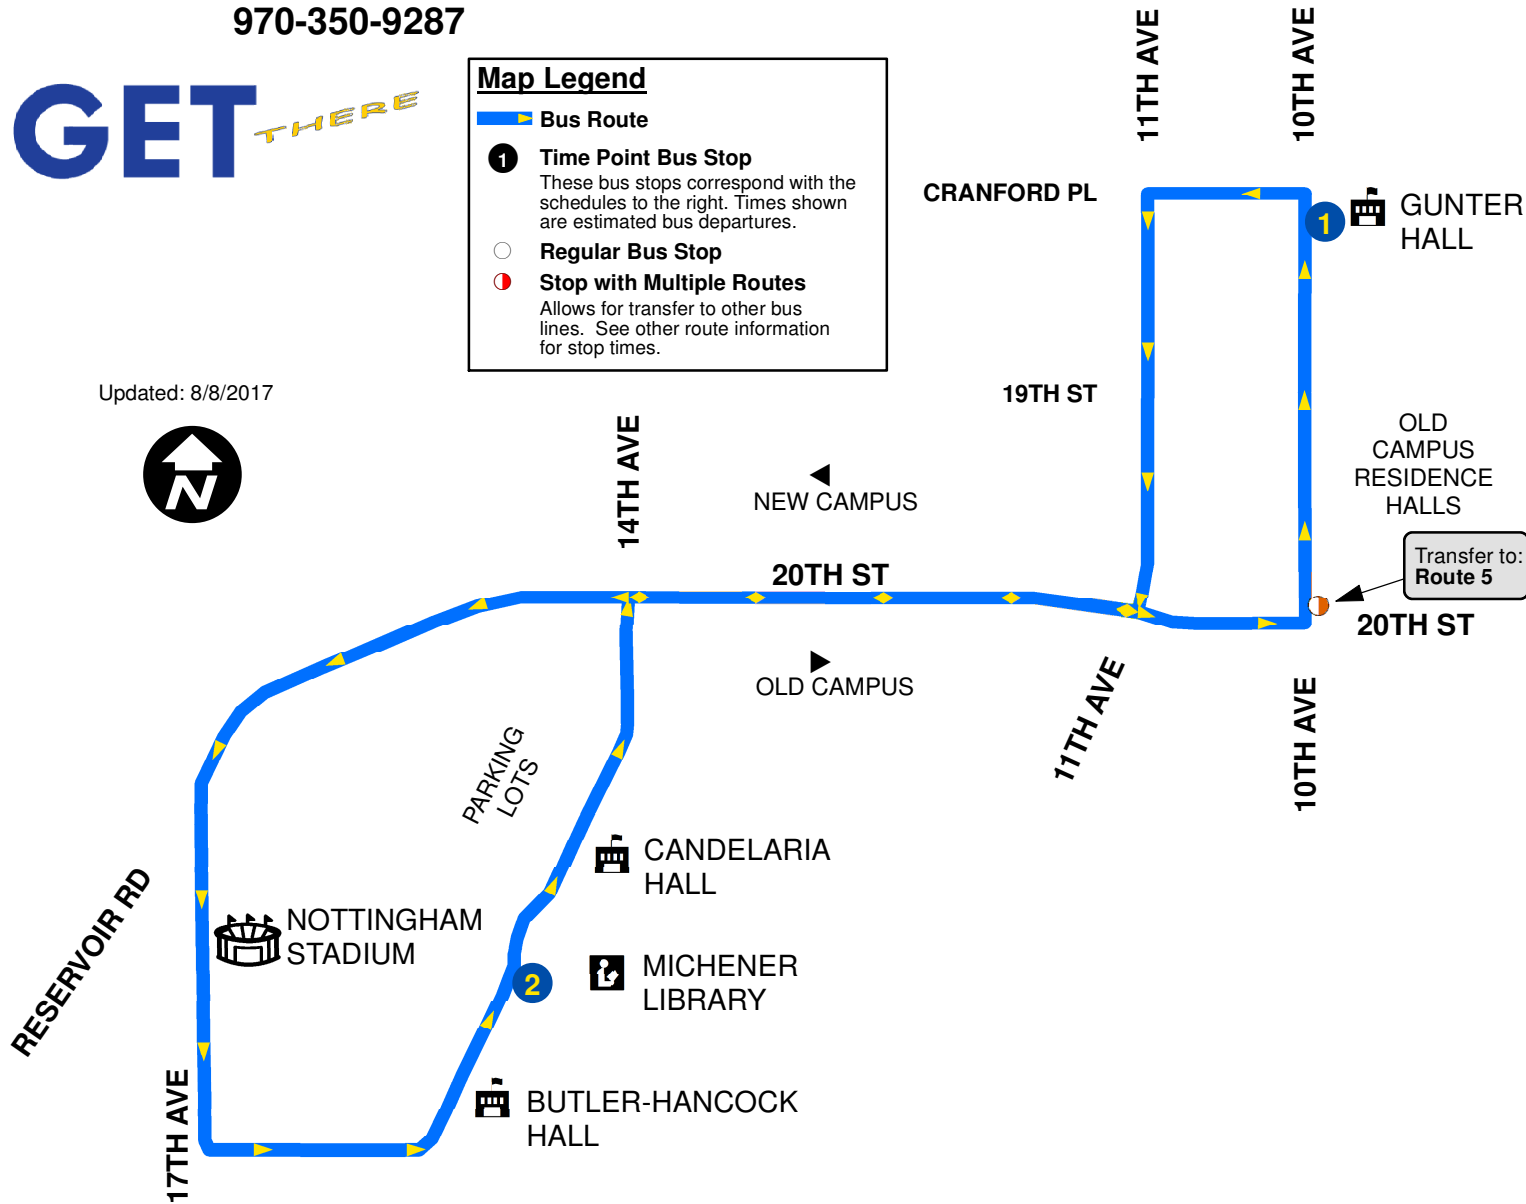 970-350-9287
GET THERE
Map Legend
Bus Route
1 Time Point Bus Stop
These bus stops correspond with the
schedules to the right. Times shown
are estimated bus departures.
Regular Bus Stop
Stop with Multiple Routes
Allows for transfer to other bus
lines. See other route information
for stop times.
11TH AVE
10TH AVE
CRANFORD PL
1
GUNTER
HALL
Updated: 8/8/2017
N
19TH ST
14TH AVE
NEW CAMPUS
OLD
CAMPUS
RESIDENCE
HALLS
Transfer to:
Route 5
20TH ST
20TH ST
OLD CAMPUS
11TH AVE
10TH AVE
PARKING
LOTS
CANDELARIA
HALL
RESERVOIR RD
NOTTINGHAM
STADIUM
2
MICHENER
LIBRARY
17TH AVE
BUTLER-HANCOCK
HALL